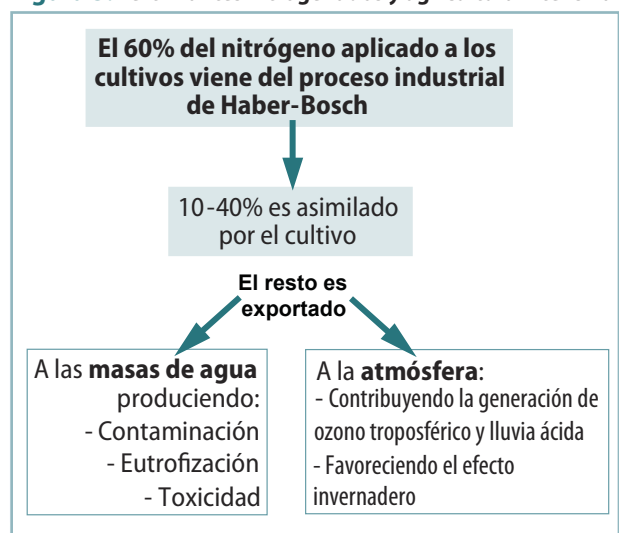 El 60% del nitrógeno aplicado a los
cultivos viene del proceso industrial
de Haber-Bosch
10-40% es asimilado
por el cultivo
El resto es
exportado
A las masas de agua
produciendo:
- Contaminación
- Eutrofización
- Toxicidad
A la atmósfera:
- Contribuyendo la generación de
ozono troposférico y lluvia ácida
- Favoreciendo el efecto
invernadero